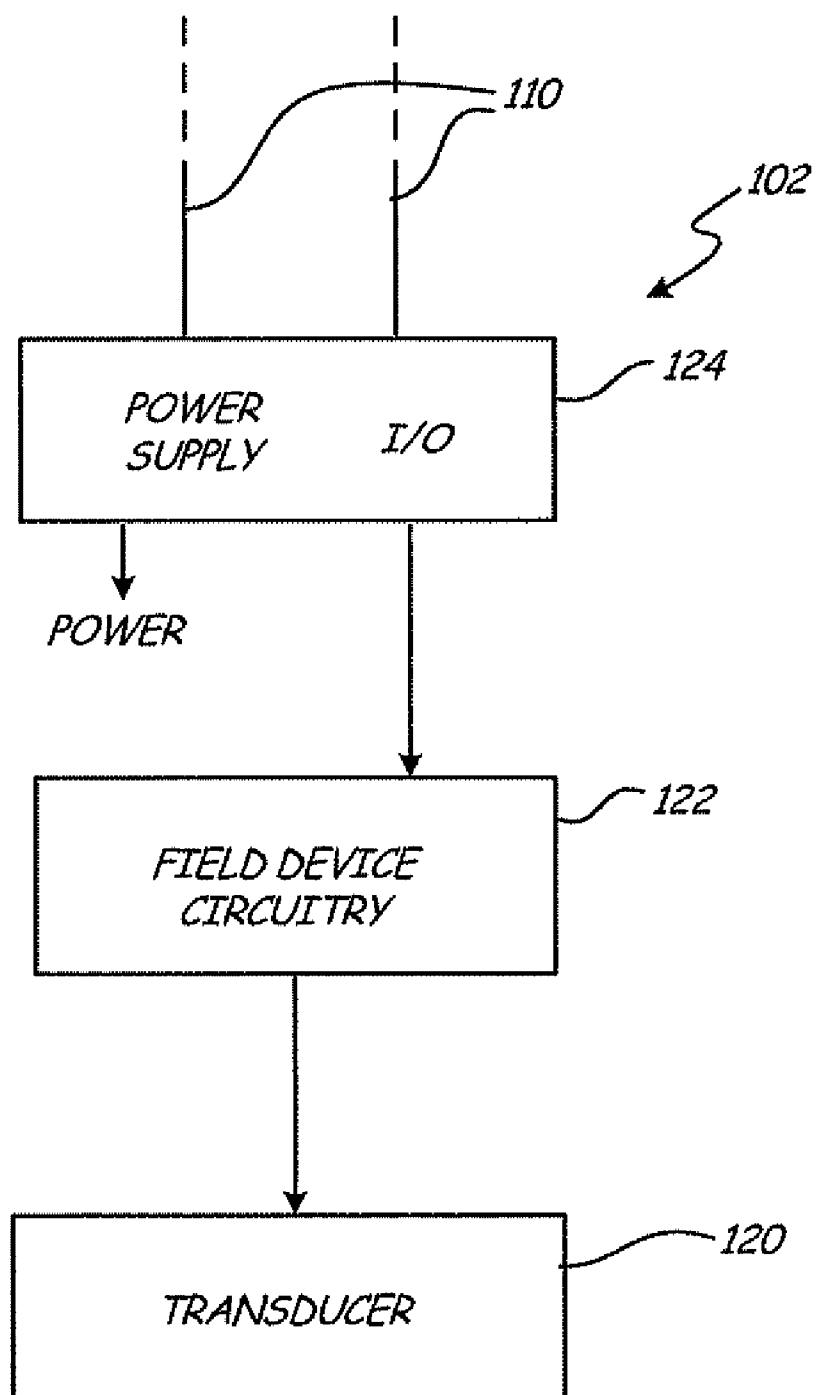 110
102
124
POWER
SUPPLY
I/O
POWER
122
FIELD DEVICE
CIRCUITRY
120
TRANSDUCER